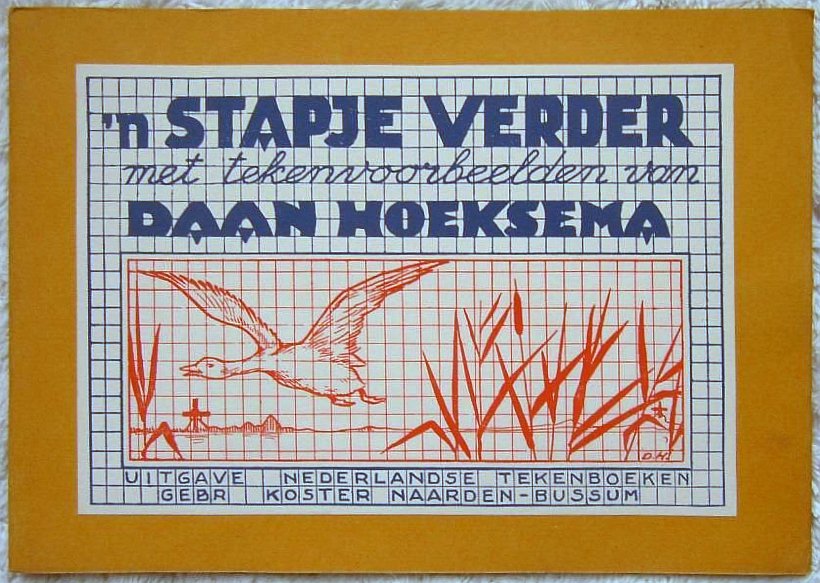 'n STAPJE VERDER
met tekenvoorbeelden van
DAAN HOEKSEMA
D.H.
UITGAVE NEDERLANDSE TEKENBOEKEN
GEBR KOSTER NAARDEN-BUSSUM